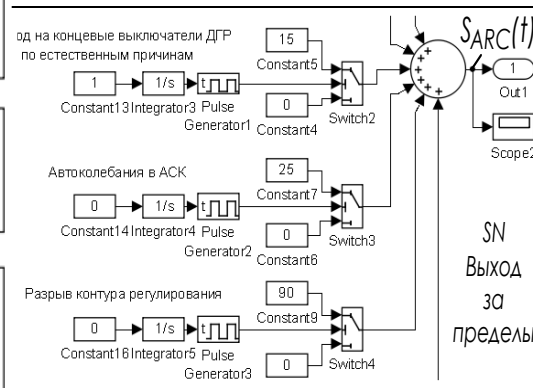 од на концевые выключатели ДГР
по естественным причинам
15
Constant5
1
1/s
t
Constant13 Integrator3 Pulse Generator1
0
Constant4
Switch2
S_ARC(t)
1
Out1
Scope2
Автоколебания в АСК
25
Constant7
0
1/s
t
Constant14 Integrator4 Pulse Generator2
0
Constant6
Switch3
SN
Выход
за
пределы
Разрыв контура регулирования
90
Constant9
0
1/s
t
Constant16 Integrator5 Pulse Generator3
0
Switch4